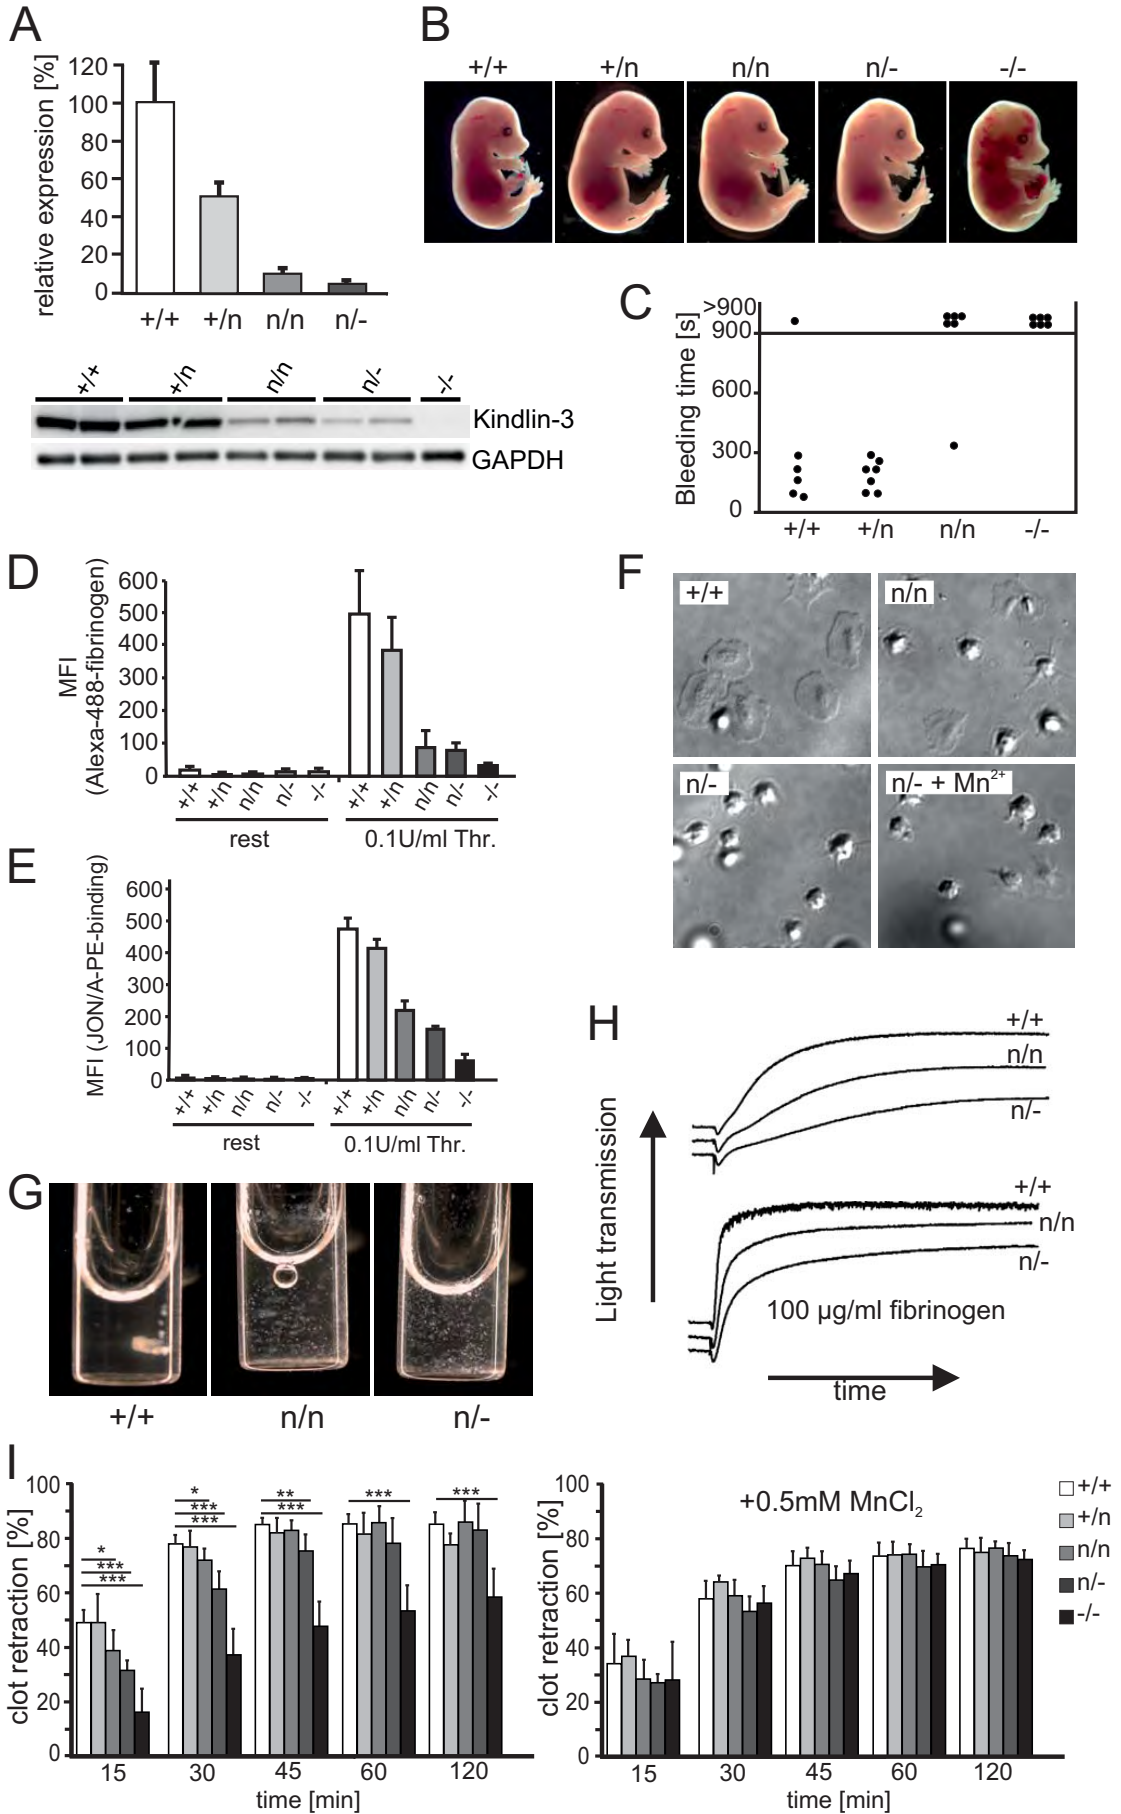 A
relative expression [%]
120
100
80
60
40
20
0
+/+ +/n n/n n/-
+/+ +/n n/n n/- -/-
Kindlin-3
GAPDH
B
+/+ +/n n/n n/- -/-
C
Bleeding time [s]
>900
900
600
300
0
+/+ +/n n/n -/-
D
MFI
(Alexa-488-fibrinogen)
600
500
400
300
200
100
0
+/+ +/n n/n n/- -/- +/+ +/n n/n n/- -/-
rest 0.1U/ml Thr.
E
MFI (JON/A-PE-binding)
600
500
400
300
200
100
0
+/+ +/n n/n n/- -/- +/+ +/n n/n n/- -/-
rest 0.1U/ml Thr.
F
+/+ n/n
n/- n/- + Mn²⁺
G
+/+ n/n n/-
H
Light transmission
+/+
n/n
n/-
+/+
n/n
n/-
100 µg/ml fibrinogen
time
I
clot retraction [%]
100
80
60
40
20
0
* *** ***
* *** ***
** ***
***
***
15 30 45 60 120
time [min]
clot retraction [%]
100
80
60
40
20
0
+0.5mM MnCl₂
15 30 45 60 120
time [min]
+/+
+/n
n/n
n/-
-/-